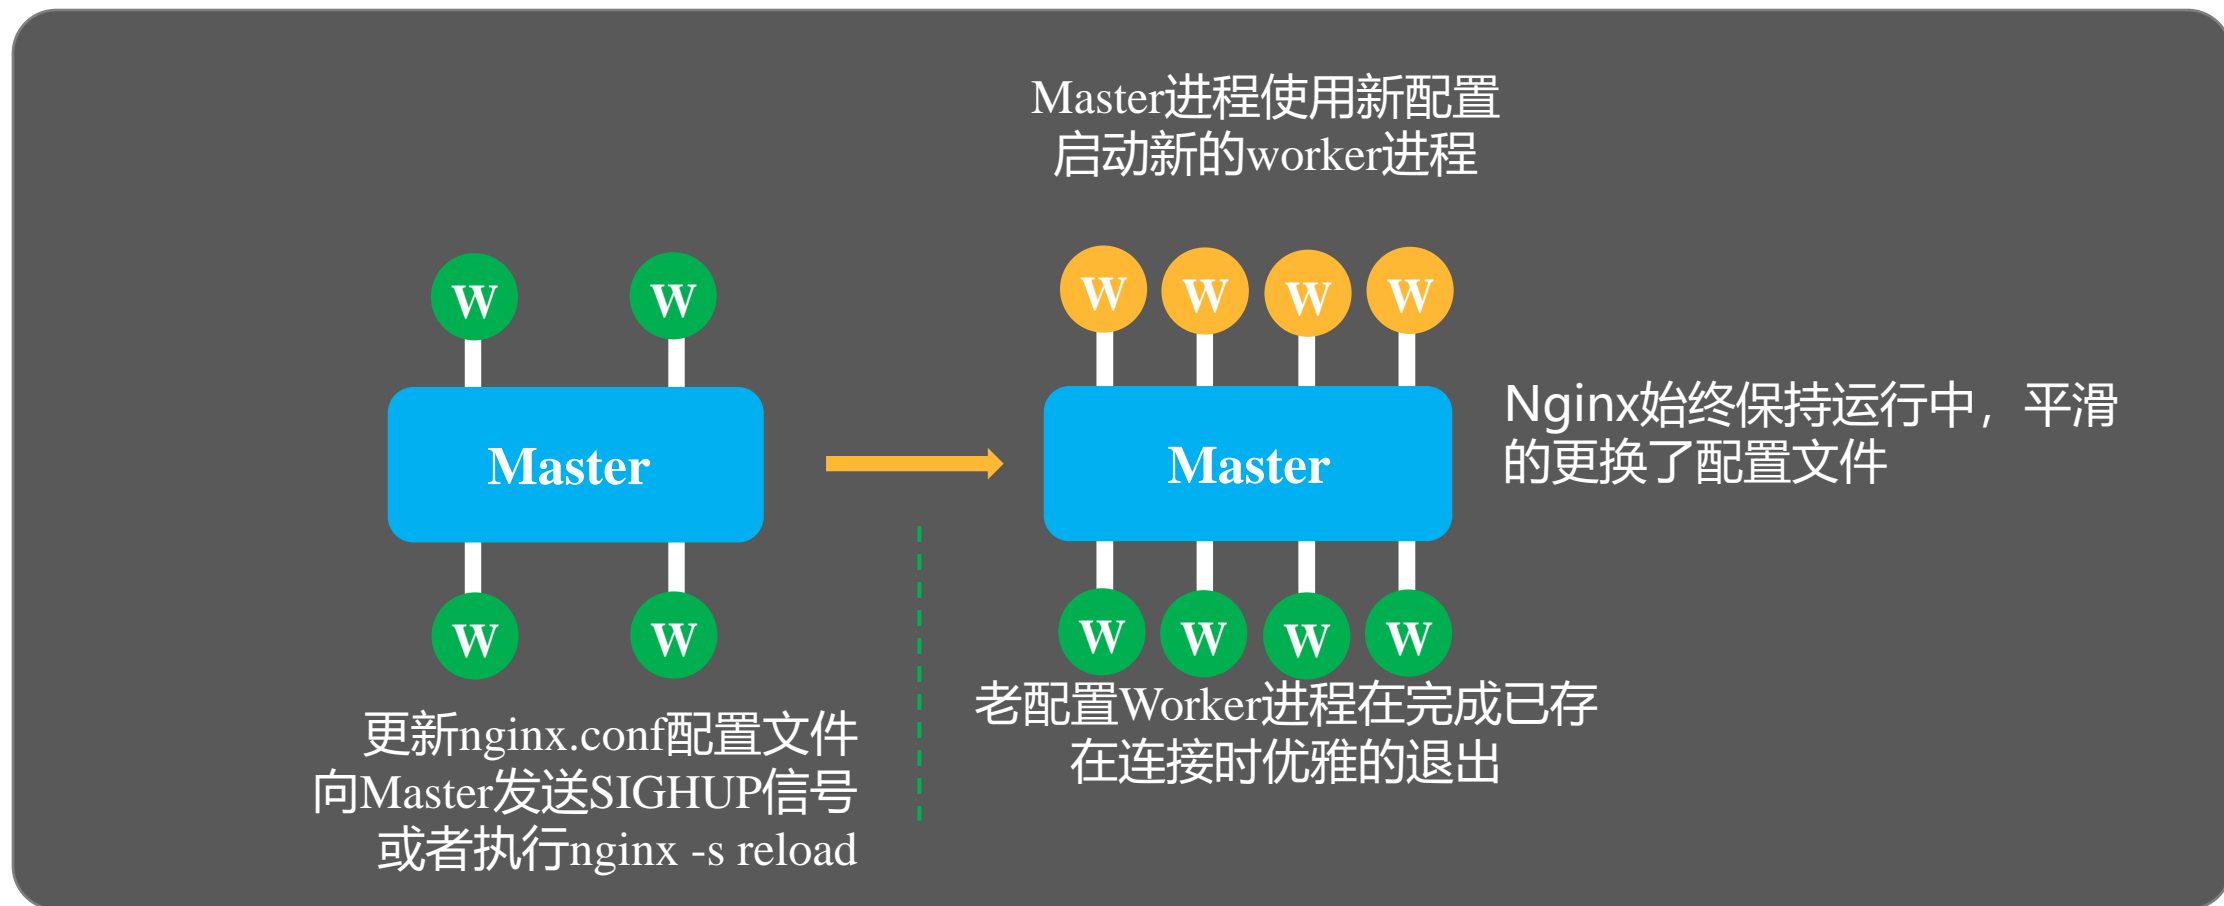 Master进程使用新配置
启动新的worker进程
W W
Master
W W
更新nginx.conf配置文件
向Master发送SIGHUP信号
或者执行nginx -s reload
W W W W
Master
W W W W
老配置Worker进程在完成已存
在连接时优雅的退出
Nginx始终保持运行中，平滑
的更换了配置文件